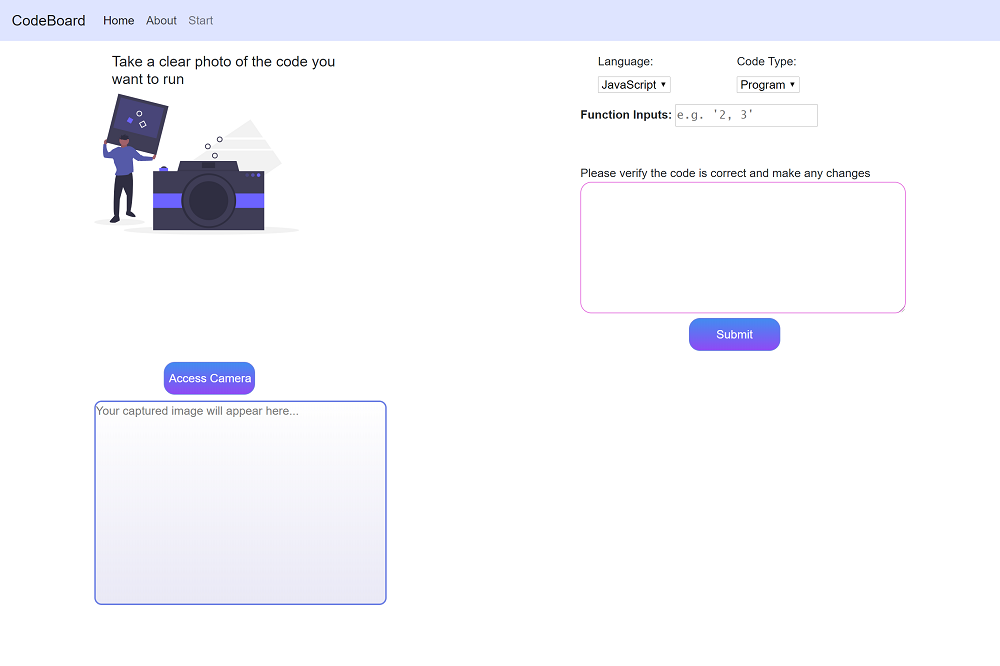 CodeBoard Home About Start
Take a clear photo of the code you
want to run
Access Camera
Your captured image will appear here...
Language: Code Type:
JavaScript Program
Function Inputs: e.g. '2, 3'
Please verify the code is correct and make any changes
Submit